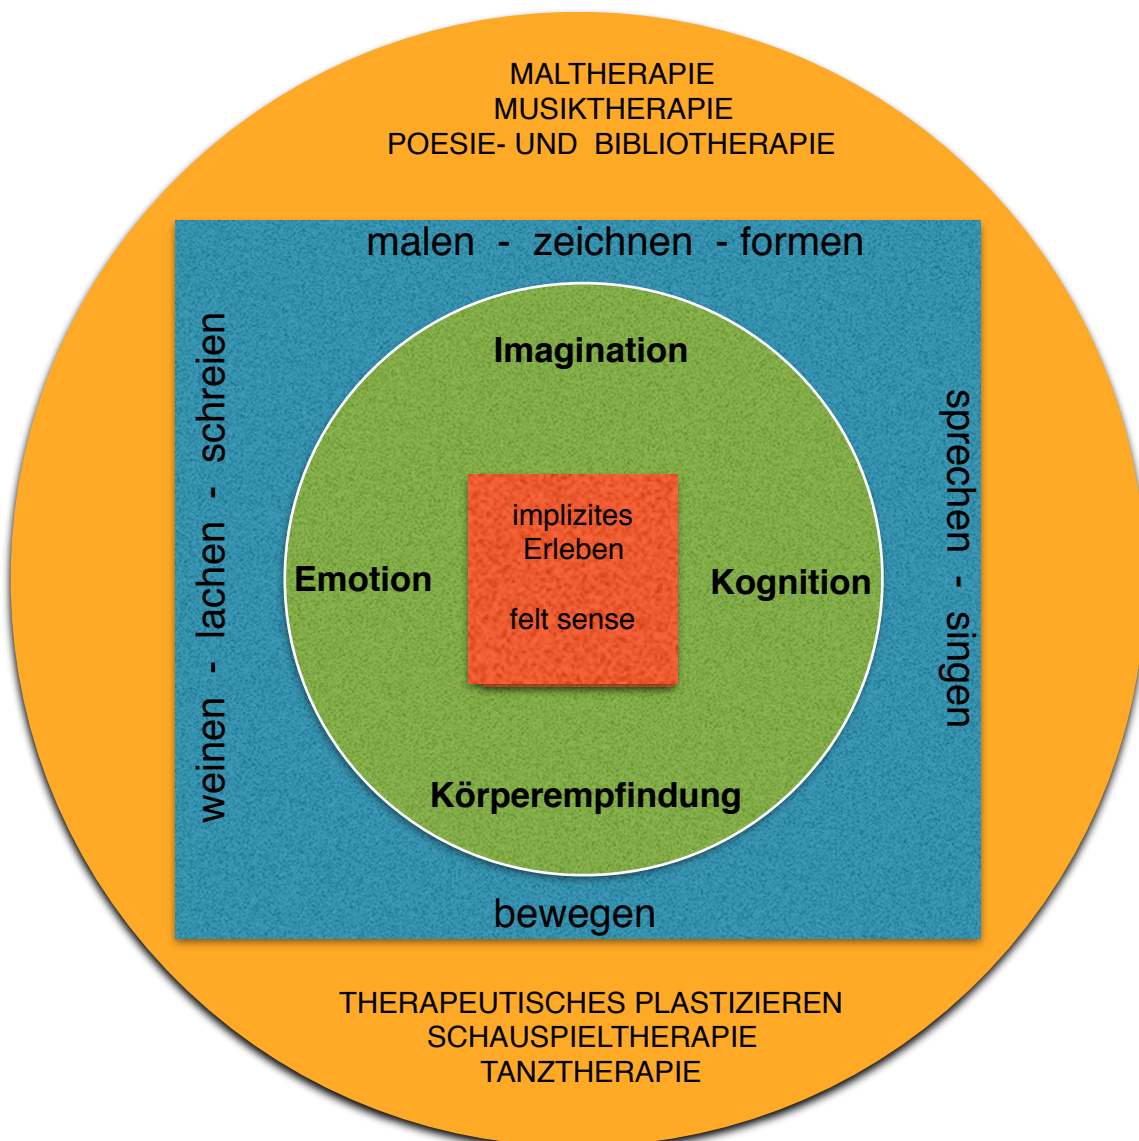 MALTHERAPIE
MUSIKTHERAPIE
POESIE- UND BIBLIOTHERAPIE
malen - zeichnen - formen
weinen - lachen - schreien
sprechen - singen
Imagination
implizites
Erleben
Emotion
Kognition
felt sense
Körperempfindung
bewegen
THERAPEUTISCHES PLASTIZIEREN
SCHAUSPIELTHERAPIE
TANZTHERAPIE